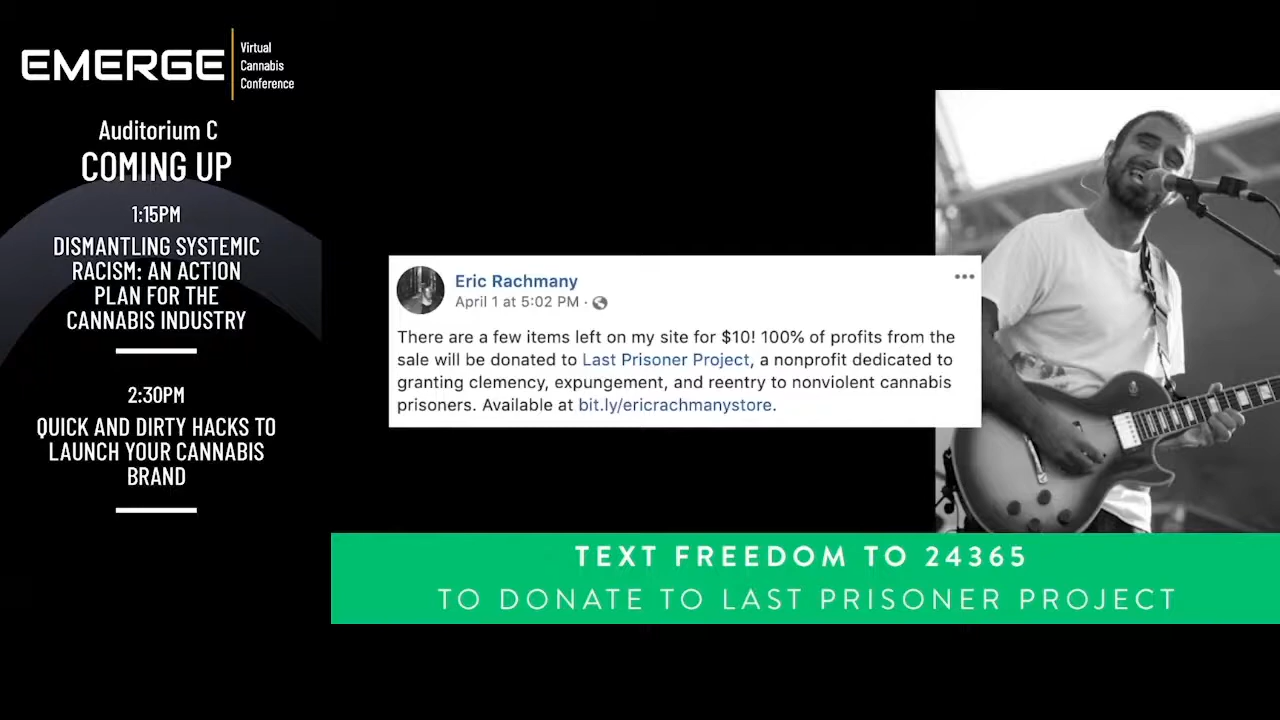 EMERGE
Virtual
Cannabis
Conference
Auditorium C
COMING UP
1:15PM
DISMANTLING SYSTEMIC
RACISM: AN ACTION
PLAN FOR THE
CANNABIS INDUSTRY
2:30PM
QUICK AND DIRTY HACKS TO
LAUNCH YOUR CANNABIS
BRAND
Eric Rachmany
April 1 at 5:02 PM ·
There are a few items left on my site for $10! 100% of profits from the
sale will be donated to Last Prisoner Project, a nonprofit dedicated to
granting clemency, expungement, and reentry to nonviolent cannabis
prisoners. Available at bit.ly/ericrachmanystore.
TEXT FREEDOM TO 24365
TO DONATE TO LAST PRISONER PROJECT